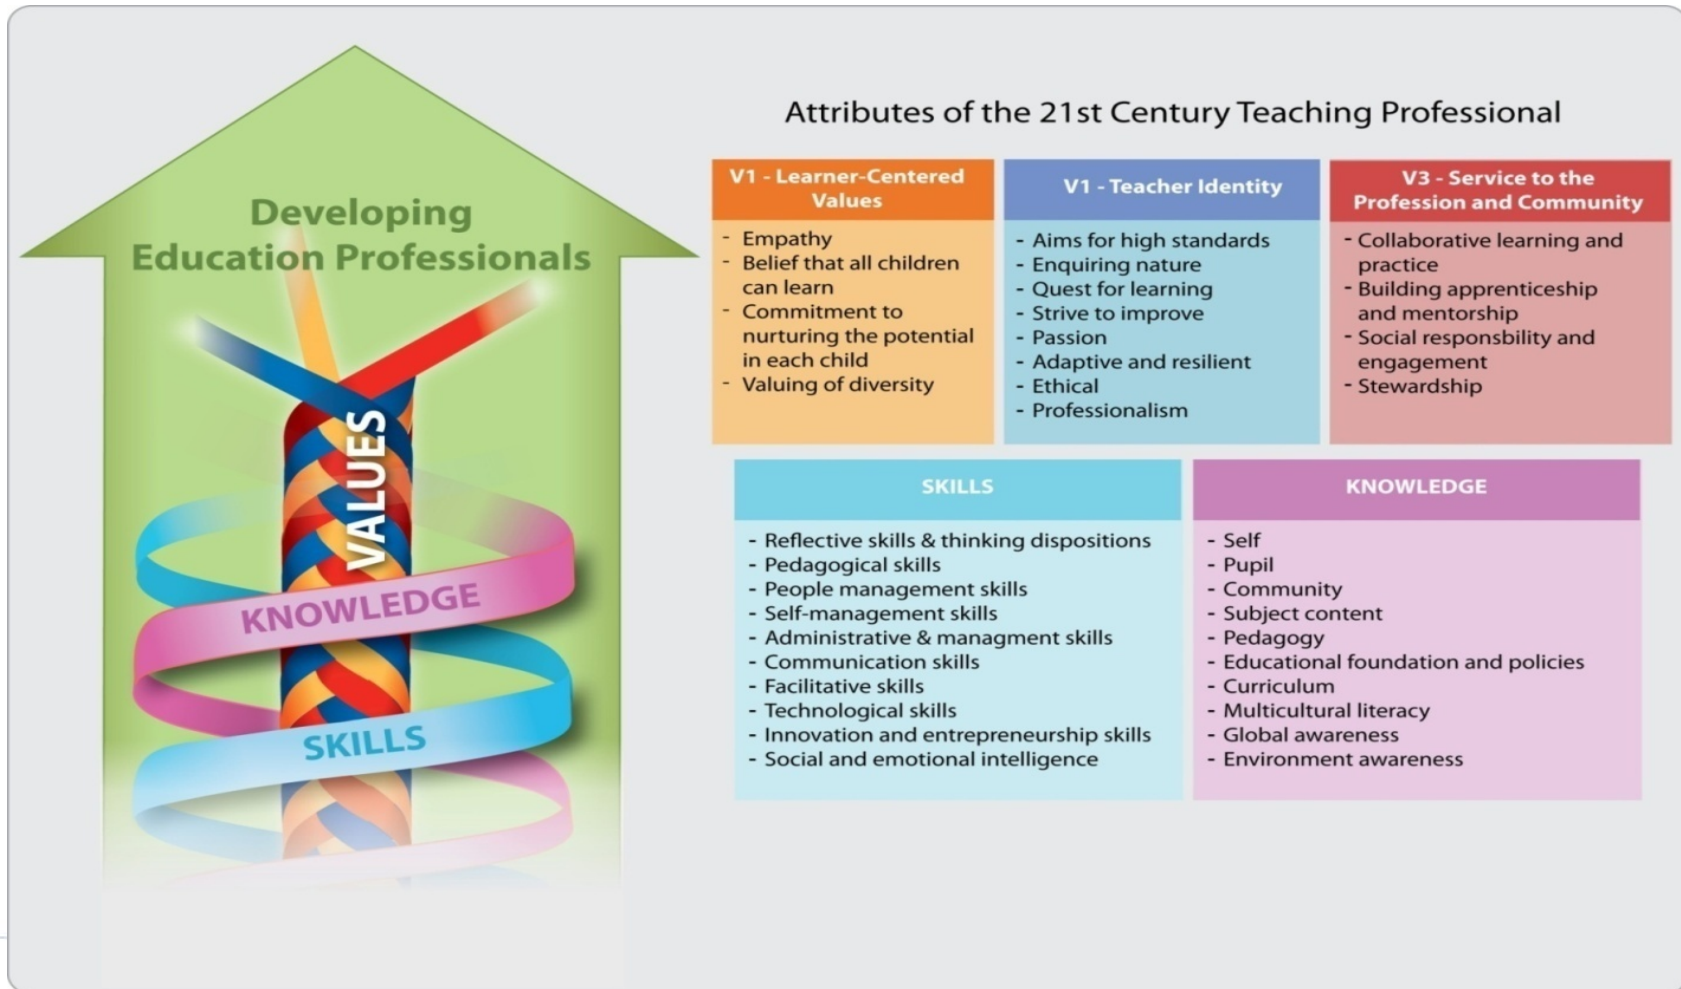 Developing
Education Professionals
VALUES
KNOWLEDGE
SKILLS
Attributes of the 21st Century Teaching Professional
V1 - Learner-Centered
Values
- Empathy
- Belief that all children
can learn
- Commitment to
nurturing the potential
in each child
- Valuing of diversity
V1 - Teacher Identity
- Aims for high standards
- Enquiring nature
- Quest for learning
- Strive to improve
- Passion
- Adaptive and resilient
- Ethical
- Professionalism
V3 - Service to the
Profession and Community
- Collaborative learning and
practice
- Building apprenticeship
and mentorship
- Social responsbility and
engagement
- Stewardship
SKILLS
- Reflective skills & thinking dispositions
- Pedagogical skills
- People management skills
- Self-management skills
- Administrative & managment skills
- Communication skills
- Facilitative skills
- Technological skills
- Innovation and entrepreneurship skills
- Social and emotional intelligence
KNOWLEDGE
- Self
- Pupil
- Community
- Subject content
- Pedagogy
- Educational foundation and policies
- Curriculum
- Multicultural literacy
- Global awareness
- Environment awareness